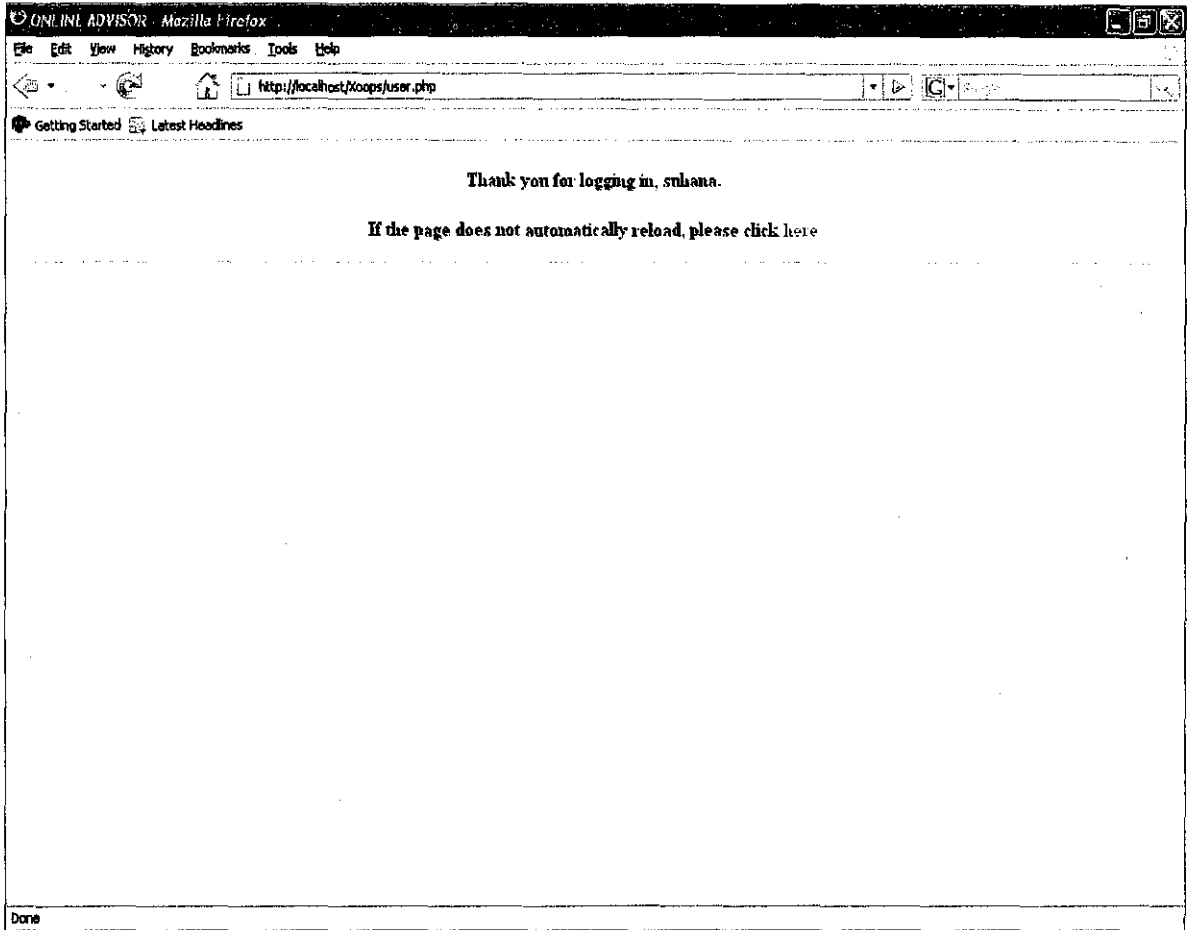 ONLINE ADVISOR - Mozilla Firefox
File Edit View History Bookmarks Tools Help
http://localhost/Xoops/user.php
G
Getting Started Latest Headlines
Thank you for logging in, suhana.
If the page does not automatically reload, please click here
Done